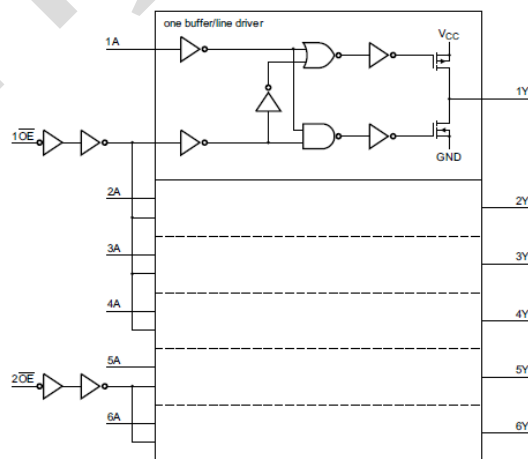 one buffer/line driver
1A
VCC
1Y
1OE
GND
2A
2Y
3A
3Y
4A
4Y
5A
2OE
5Y
6A
6Y